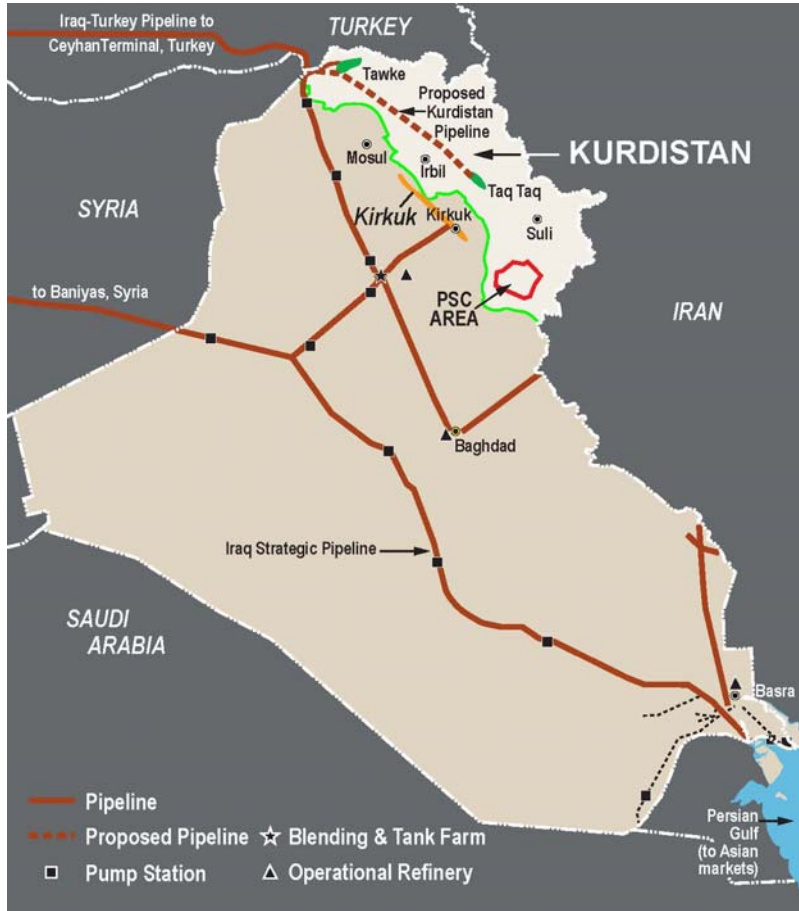 Iraq-Turkey Pipeline to
CeyhanTerminal, Turkey
TURKEY
Tawke
Proposed
Kurdistan
Pipeline
KURDISTAN
Mosul
Irbil
Taq Taq
Kirkuk
Kirkuk
Suli
SYRIA
PSC
AREA
to Baniyas, Syria
IRAN
Baghdad
Iraq Strategic Pipeline
SAUDI
ARABIA
Basra
Pipeline
Proposed Pipeline
Blending & Tank Farm
Pump Station
Operational Refinery
Persian
Gulf
(to Asian
markets)